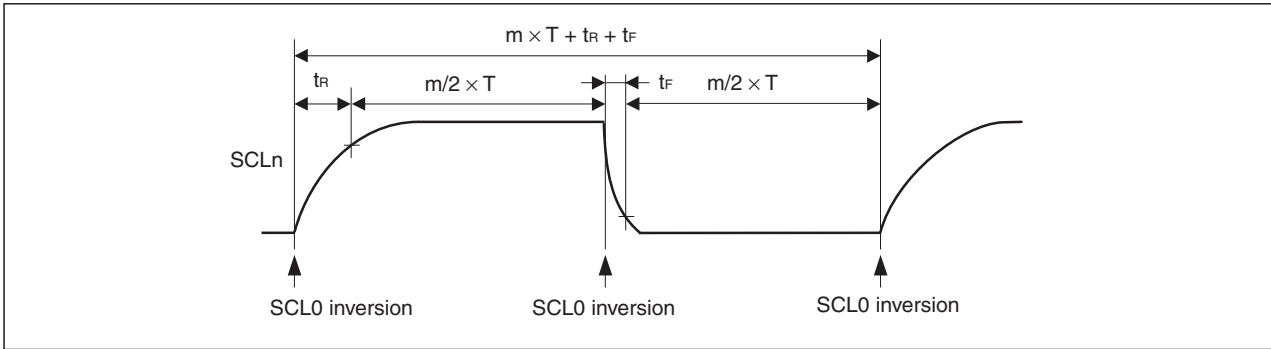 m × T + tR + tF
tR
m/2 × T
tF
m/2 × T
SCLn
SCL0 inversion
SCL0 inversion
SCL0 inversion